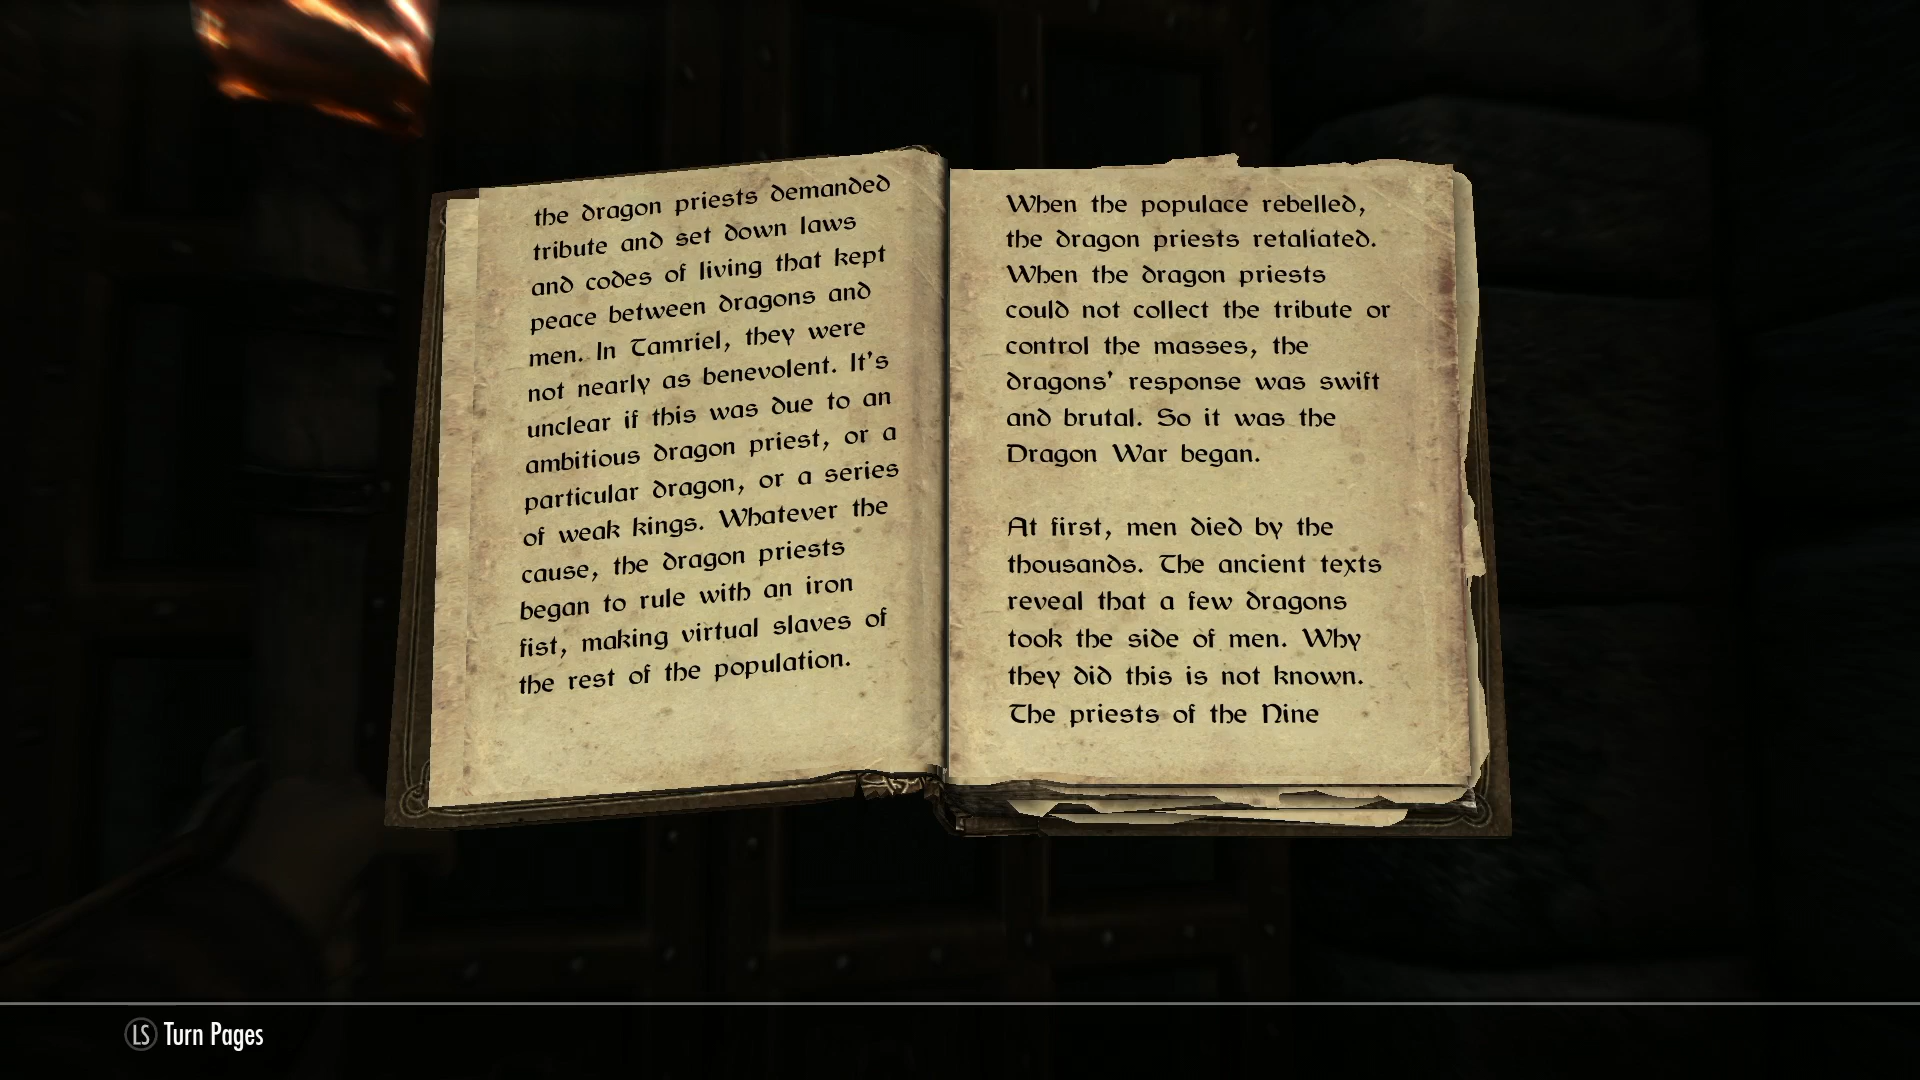 the dragon priests demanded
tribute and set down laws
and codes of living that kept
peace between dragons and
men. In Tamriel, they were
not nearly as benevolent. It's
unclear if this was due to an
ambitious dragon priest, or a
particular dragon, or a series
of weak kings. Whatever the
cause, the dragon priests
began to rule with an iron
fist, making virtual slaves of
the rest of the population.
When the populace rebelled,
the dragon priests retaliated.
When the dragon priests
could not collect the tribute or
control the masses, the
dragons' response was swift
and brutal. So it was the
Dragon War began.
At first, men died by the
thousands. The ancient texts
reveal that a few dragons
took the side of men. Why
they did this is not known.
The priests of the Nine
LS Turn Pages